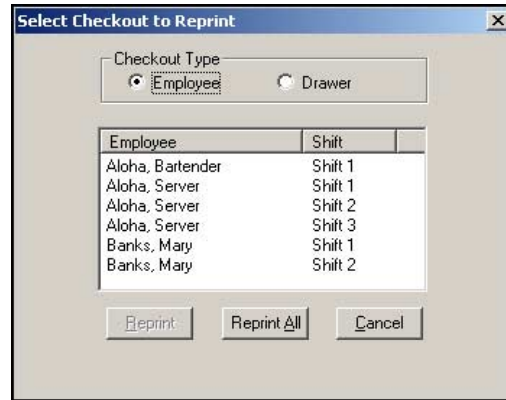 Select Checkout to Reprint
Checkout Type
Employee Drawer
Employee Shift
Aloha, Bartender Shift 1
Aloha, Server Shift 1
Aloha, Server Shift 2
Aloha, Server Shift 3
Banks, Mary Shift 1
Banks, Mary Shift 2
Reprint Reprint All Cancel